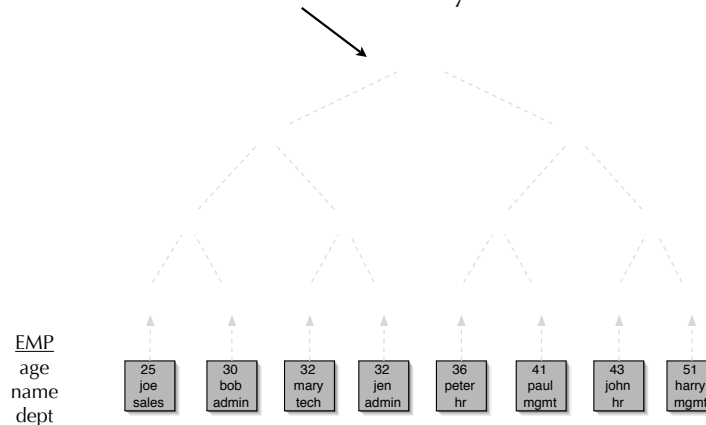 EMP
age
name
dept
25
joe
sales
30
bob
admin
32
mary
tech
32
jen
admin
36
peter
hr
41
paul
mgmt
43
john
hr
51
harry
mgmt